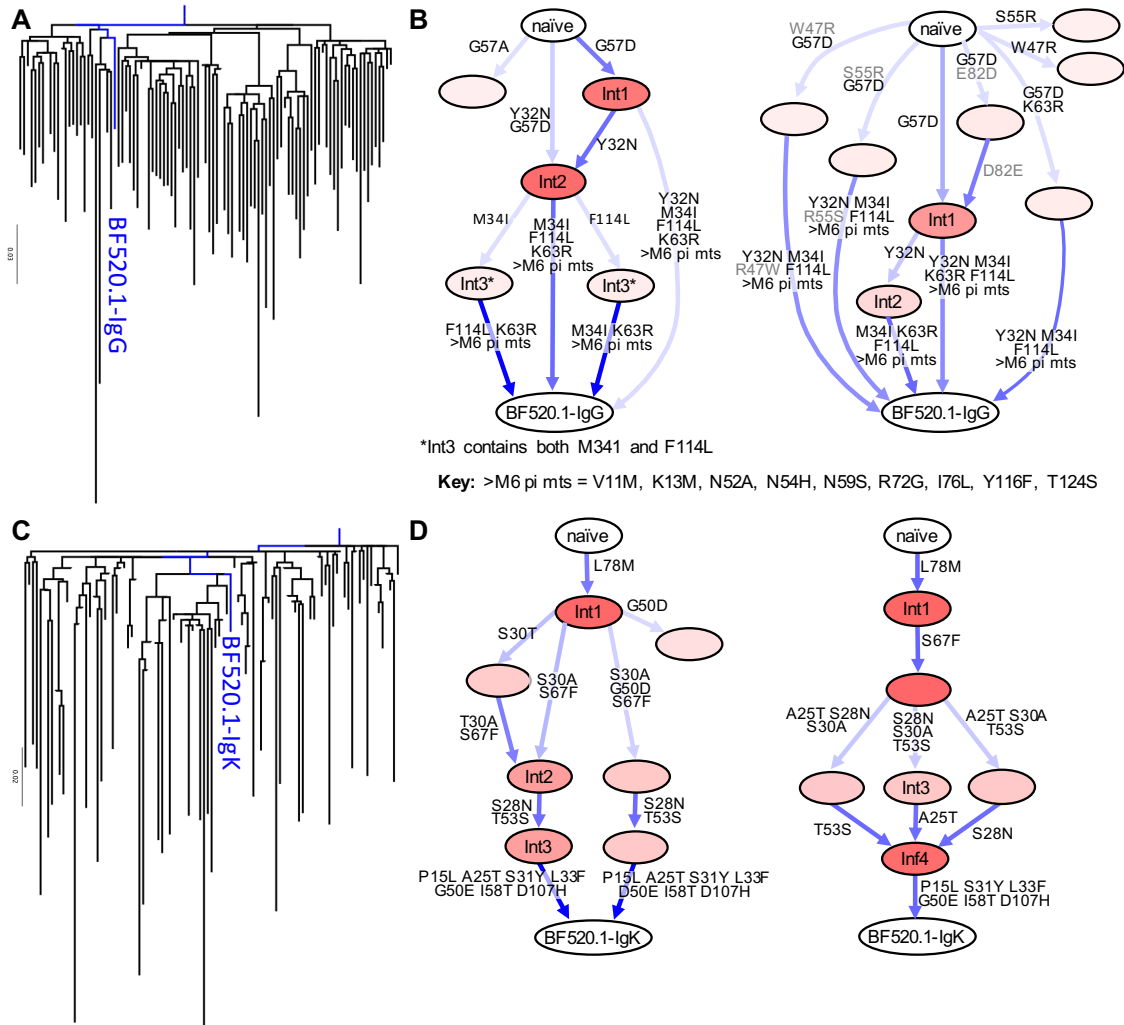 A
0.03
BF520.1-IgG
B
naïve
G57A
G57D
Int1
Y32N
G57D
Y32N
Int2
M34I
M34I
F114L
K63R
>M6 pi mts
F114L
Y32N
M34I
F114L
K63R
>M6 pi mts
Int3*
Int3*
F114L K63R
>M6 pi mts
M34I K63R
>M6 pi mts
BF520.1-IgG
*Int3 contains both M341 and F114L
naïve
W47R
G57D
S55R
G57D
G57D
G57D
E82D
S55R
W47R
G57D
K63R
D82E
Int1
Y32N M34I
R55S F114L
>M6 pi mts
Y32N M34I
R47W F114L
>M6 pi mts
Y32N
Int2
Y32N M34I
K63R F114L
>M6 pi mts
M34I K63R
F114L
>M6 pi mts
Y32N M34I
F114L
>M6 pi mts
BF520.1-IgG
Key: >M6 pi mts = V11M, K13M, N52A, N54H, N59S, R72G, I76L, Y116F, T124S
C
0.02
BF520.1-IgK
D
naïve
L78M
Int1
G50D
S30T
S30A
S67F
S30A
G50D
S67F
T30A
S67F
Int2
S28N
T53S
S28N
T53S
Int3
P15L A25T S31Y L33F
G50E I58T D107H
P15L A25T S31Y L33F
D50E I58T D107H
BF520.1-IgK
naïve
L78M
Int1
S67F
A25T S28N
S30A
S28N
S30A
T53S
A25T S30A
T53S
Int3
T53S
A25T
S28N
Inf4
P15L S31Y L33F
G50E I58T D107H
BF520.1-IgK